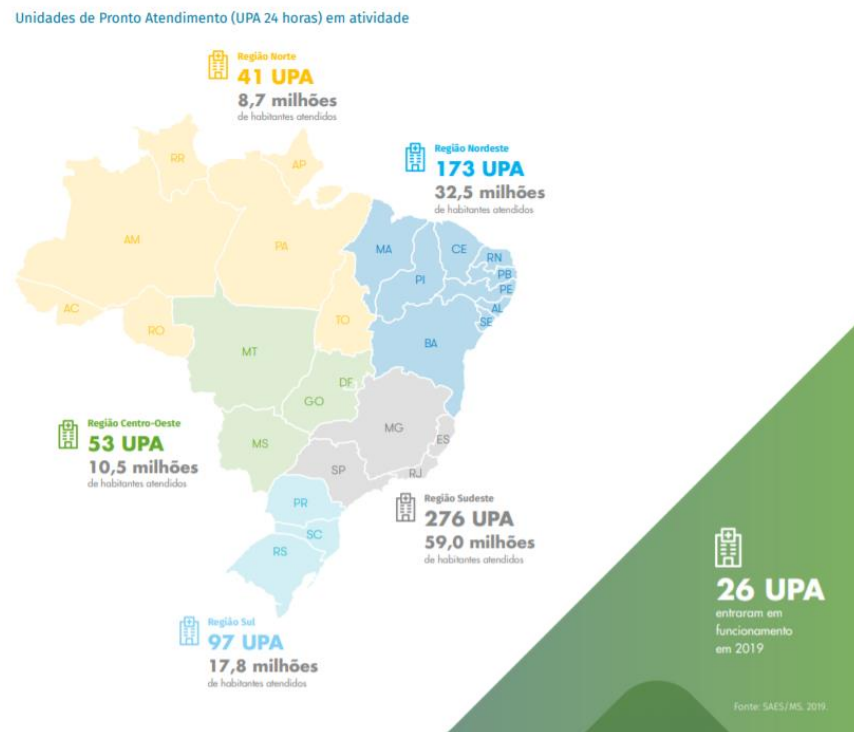 Unidades de Pronto Atendimento (UPA 24 horas) em atividade
Região Norte
41 UPA
8,7 milhões
de habitantes atendidos
Região Nordeste
173 UPA
32,5 milhões
de habitantes atendidos
RR
AP
AM
PA
MA
CE
RN
PI
PB
PE
AC
TO
AL
RO
SE
MT
BA
DF
GO
Região Centro-Oeste
53 UPA
10,5 milhões
de habitantes atendidos
MS
MG
ES
SP
RJ
Região Sudeste
276 UPA
59,0 milhões
de habitantes atendidos
PR
SC
RS
Região Sul
97 UPA
17,8 milhões
de habitantes atendidos
26 UPA
entraram em
funcionamento
em 2019
Fonte: SAES/MS, 2019.